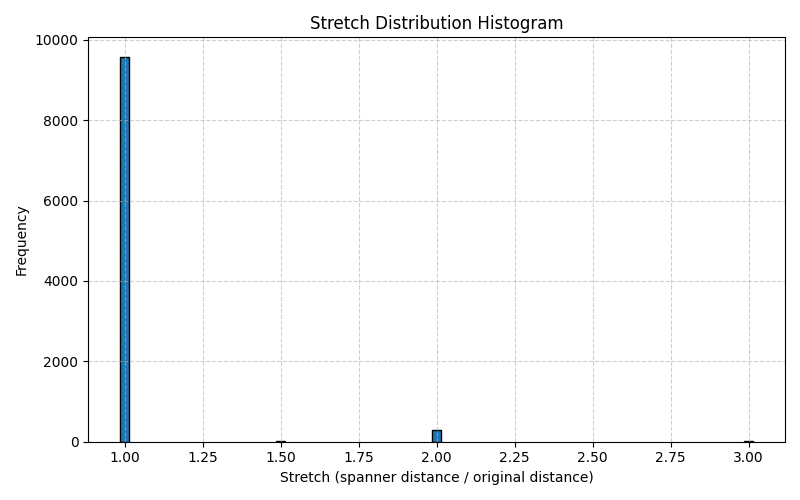 Stretch Distribution Histogram
10000
8000
6000
4000
2000
0
Frequency
1.00 1.25 1.50 1.75 2.00 2.25 2.50 2.75 3.00
Stretch (spanner distance / original distance)